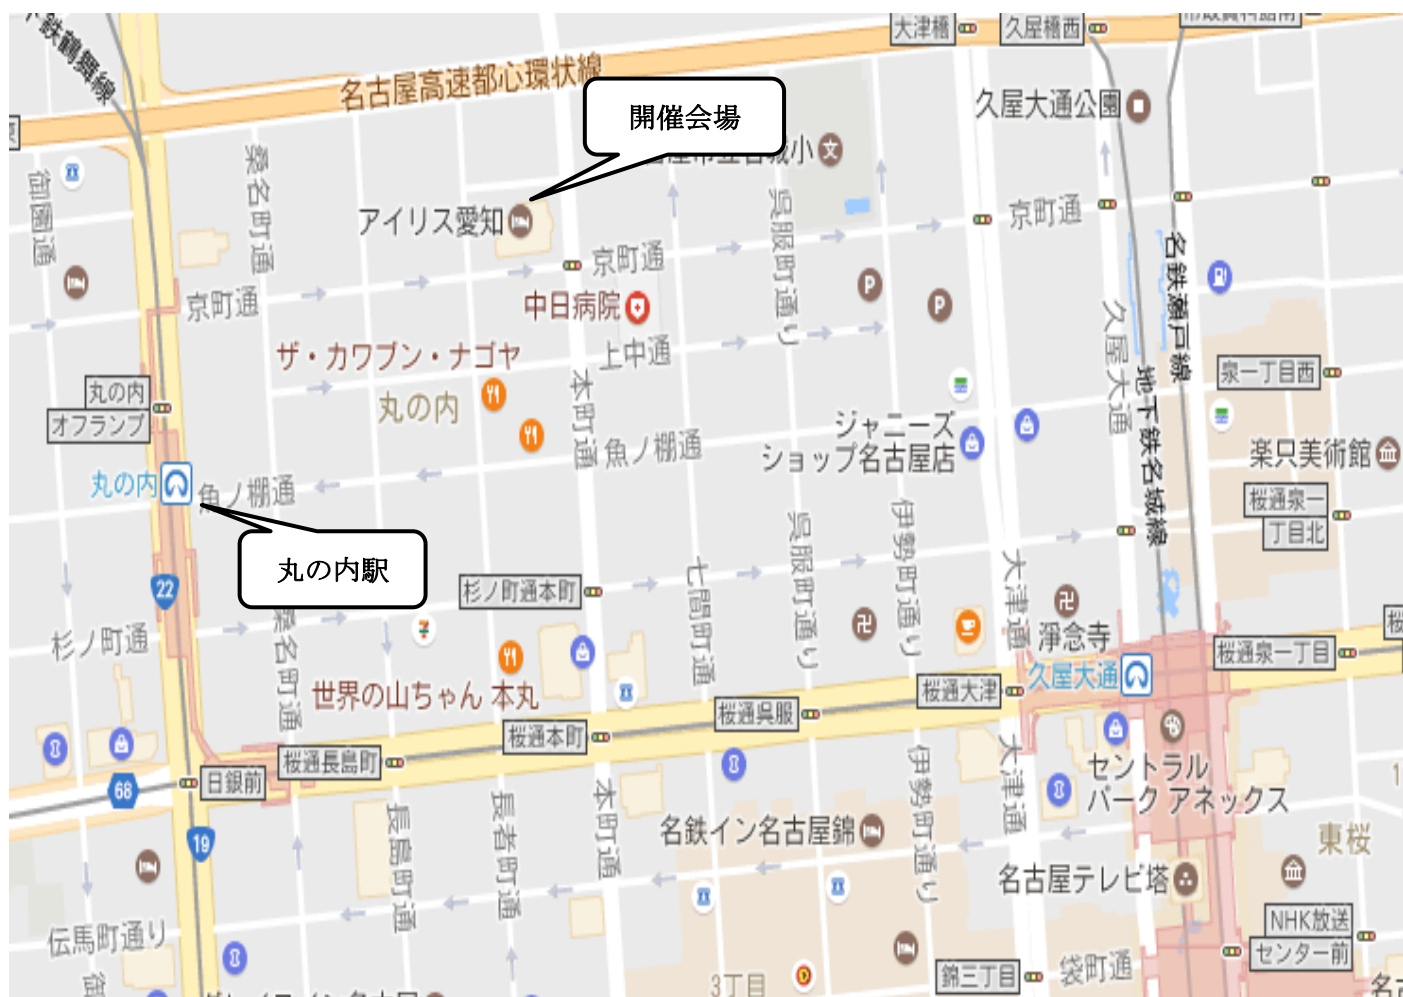 大津橋
久屋橋西
地下鉄鶴舞線
名古屋高速都心環状線
開催会場
久屋大通公園
御園通
桑名町通
アイリス愛知
京町通
京町通
京町通
呉服町通り
中日病院
名鉄瀬戸線
ザ・カワブン・ナゴヤ
上中通
久屋大通
泉一丁目西
丸の内
オフランプ
丸の内
本町通
地下鉄名城線
ジャニーズ
ショップ名古屋店
魚ノ棚通
楽只美術館
丸の内
魚ノ棚通
桜通泉一
丁目北
伊勢町通り
呉服町通り
丸の内駅
大津通
七間町通
杉ノ町通本町
22
桑名町通
杉ノ町通
淨念寺
久屋大通
桜通泉一丁目
世界の山ちゃん 本丸
桜通大津
桜通呉服
桜通本町
桜通長島町
日銀前
68
大津通
セントラル
パーク アネックス
伊勢町通り
本町通
長者町通
長島町通
19
名鉄イン名古屋錦
東桜
名古屋テレビ塔
NHK放送
センター前
伝馬町通り
錦三丁目
袋町通
3丁目